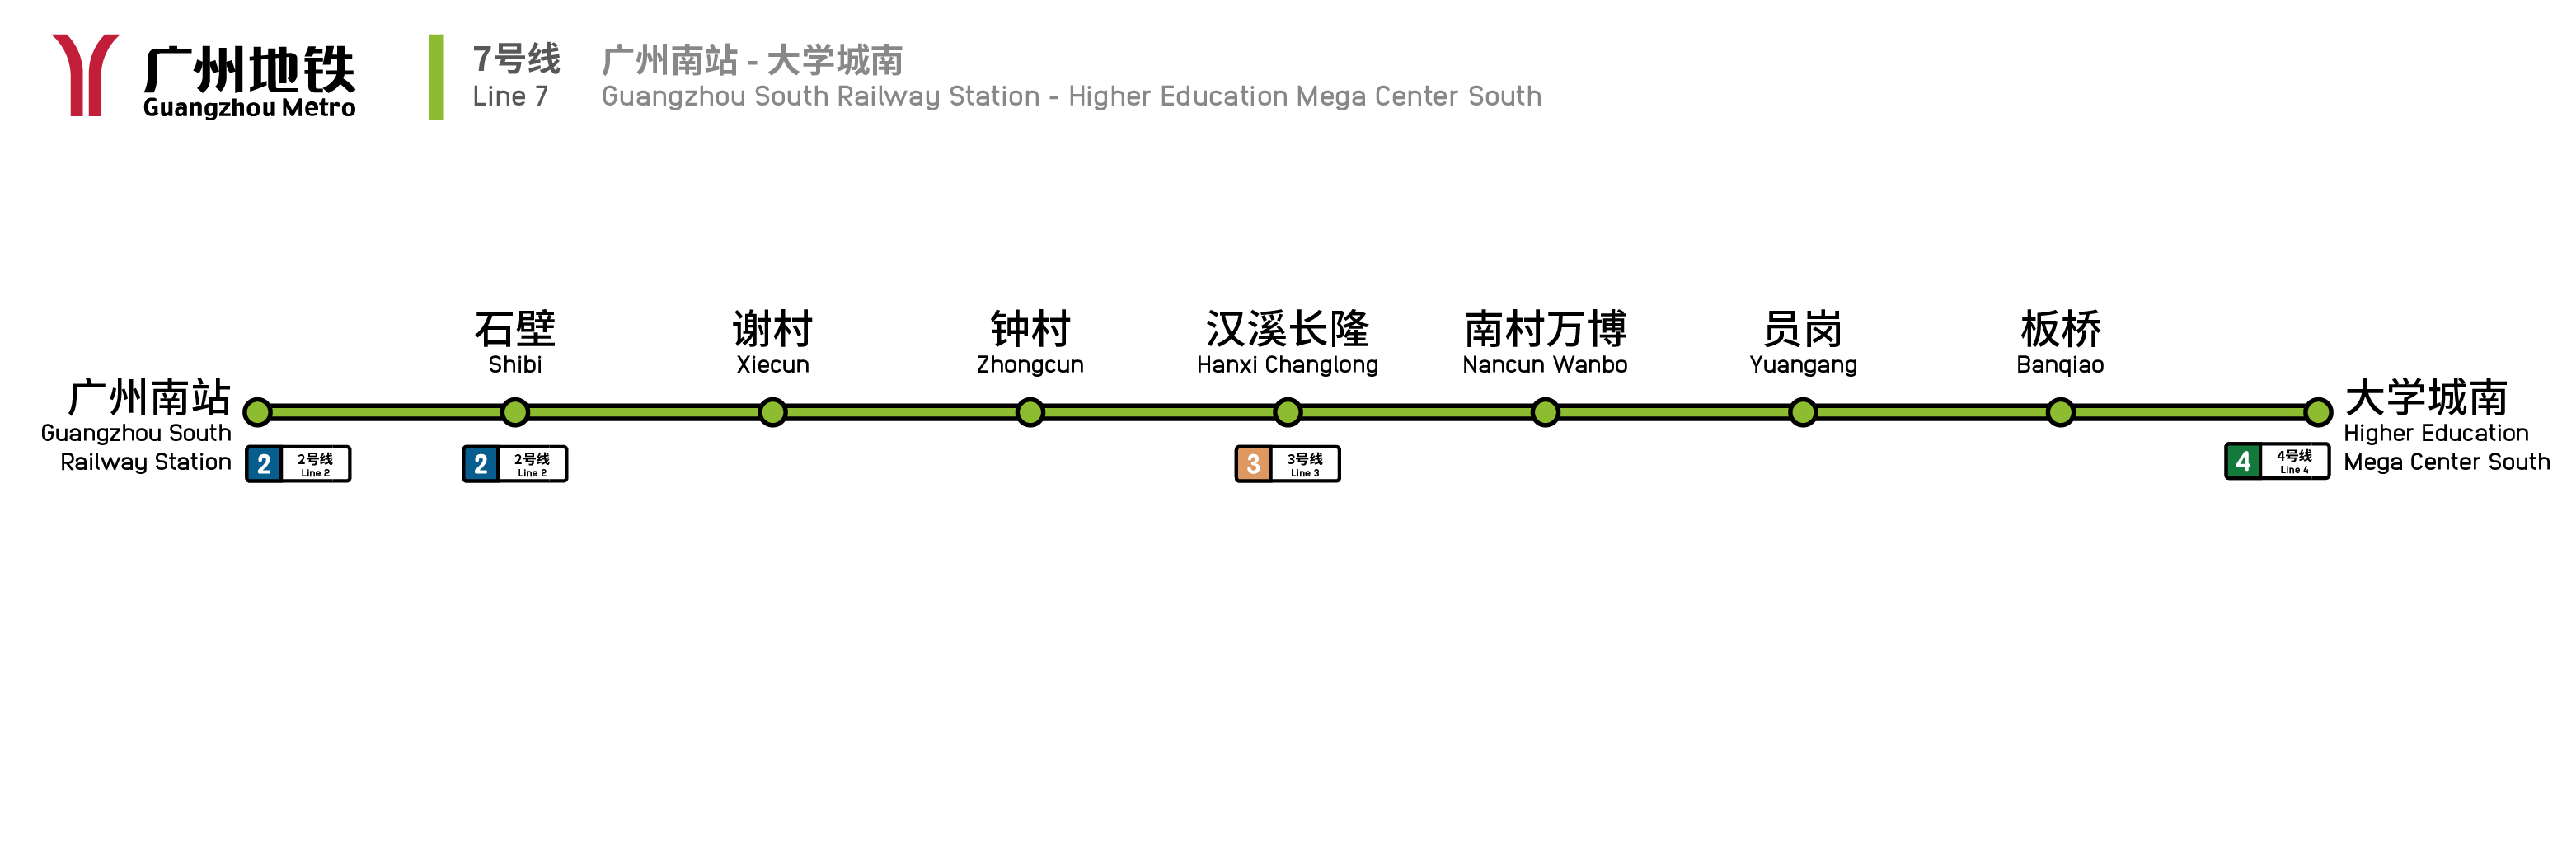 广州地铁
Guangzhou Metro
7号线
Line 7
广州南站 - 大学城南
Guangzhou South Railway Station - Higher Education Mega Center South
广州南站
Guangzhou South
Railway Station
2 2号线
Line 2
石壁
Shibi
2 2号线
Line 2
谢村
Xiecun
钟村
Zhongcun
汉溪长隆
Hanxi Changlong
3 3号线
Line 3
南村万博
Nancun Wanbo
员岗
Yuangang
板桥
Banqiao
大学城南
Higher Education
Mega Center South
4 4号线
Line 4